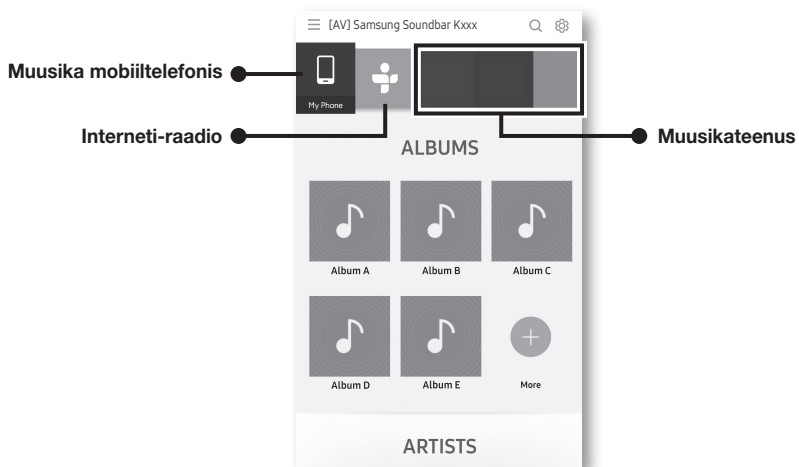 [AV] Samsung Soundbar Kxxx
Muusika mobiiltelefonis
My Phone
Interneti-raadio
Muusikateenus
ALBUMS
Album A
Album B
Album C
Album D
Album E
More
ARTISTS